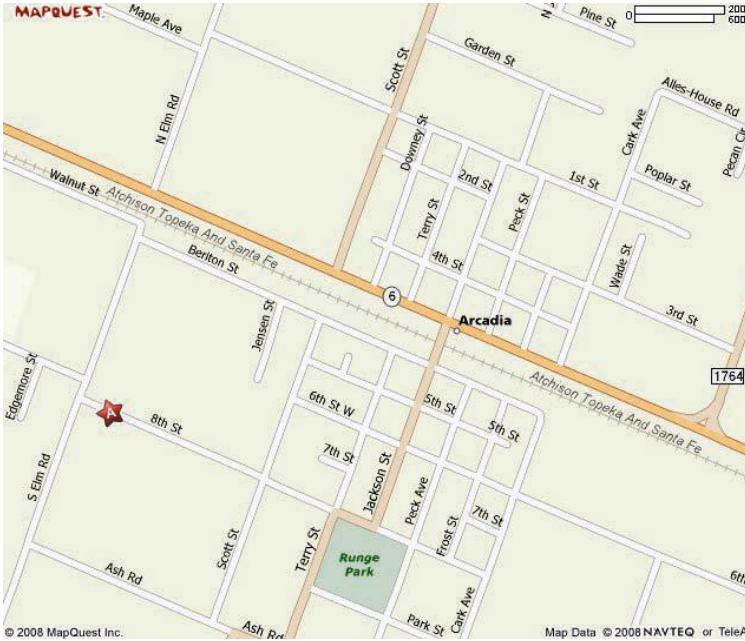 MAPQUEST
Maple Ave
N Elm Rd
Scott St
Garden St
Pine St
0
200
600
Alles-House Rd
Cark Ave
Pecan Ci
Poplar St
1st St
Downey St
2nd St
Terry St
Peck St
Wade St
Walnut St
Atchison Topeka And Santa Fe
Beriton St
4th St
3rd St
6
Arcadia
1764
Atchison Topeka And Santa Fe
Jensen St
Edgemore St
A
8th St
6th St W
5th St
5th St
7th St
Jackson St
S Elm Rd
Peck Ave
Frost St
7th St
Scott St
Terry St
Runge
Park
Ash Rd
Ash Rd
Park St
Cark Ave
6th
© 2008 MapQuest Inc.
Map Data © 2008 NAVTEQ or TeleA